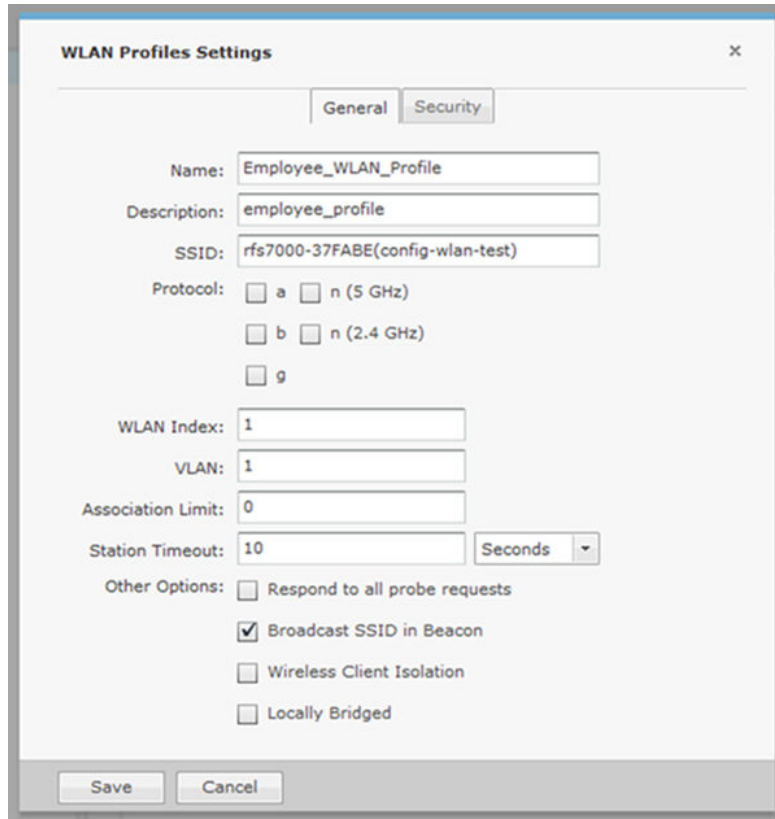 WLAN Profiles Settings
×
General Security
Name: Employee_WLAN_Profile
Description: employee_profile
SSID: rfs7000-37FABE(config-wlan-test)
Protocol: a n (5 GHz)
b n (2.4 GHz)
g
WLAN Index: 1
VLAN: 1
Association Limit: 0
Station Timeout: 10 Seconds
Other Options: Respond to all probe requests
Broadcast SSID in Beacon
Wireless Client Isolation
Locally Bridged
Save Cancel